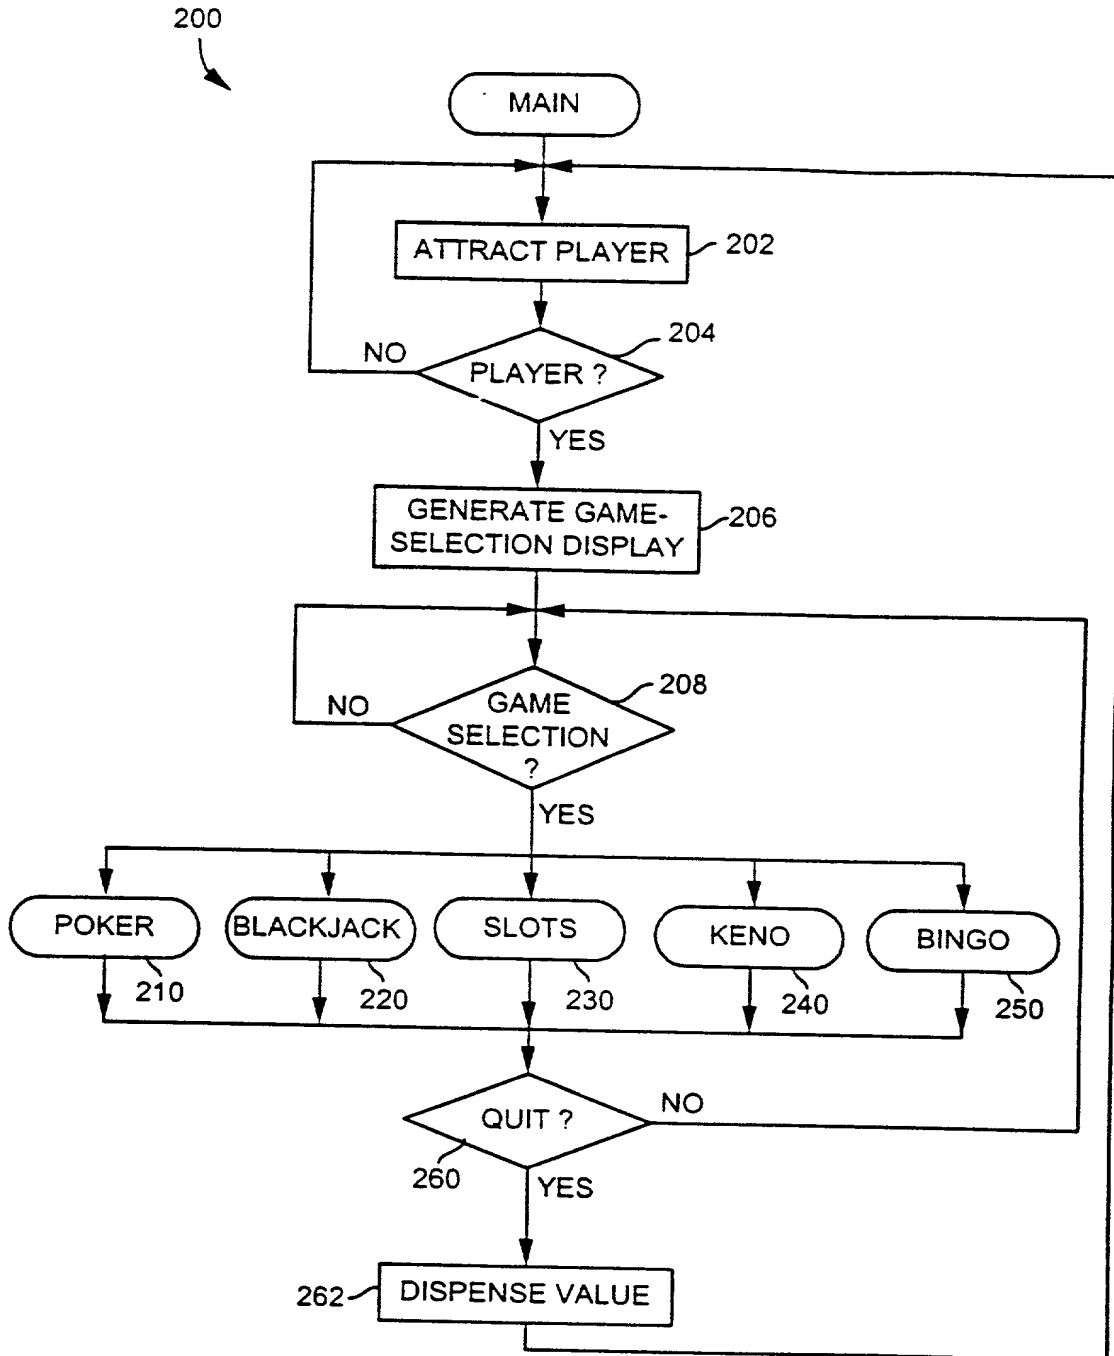 200
MAIN
ATTRACT PLAYER
202
204
NO
PLAYER ?
YES
GENERATE GAME-
SELECTION DISPLAY
206
208
NO
GAME
SELECTION
?
YES
POKER
BLACKJACK
SLOTS
KENO
BINGO
210
220
230
240
250
QUIT ?
NO
260
YES
262
DISPENSE VALUE